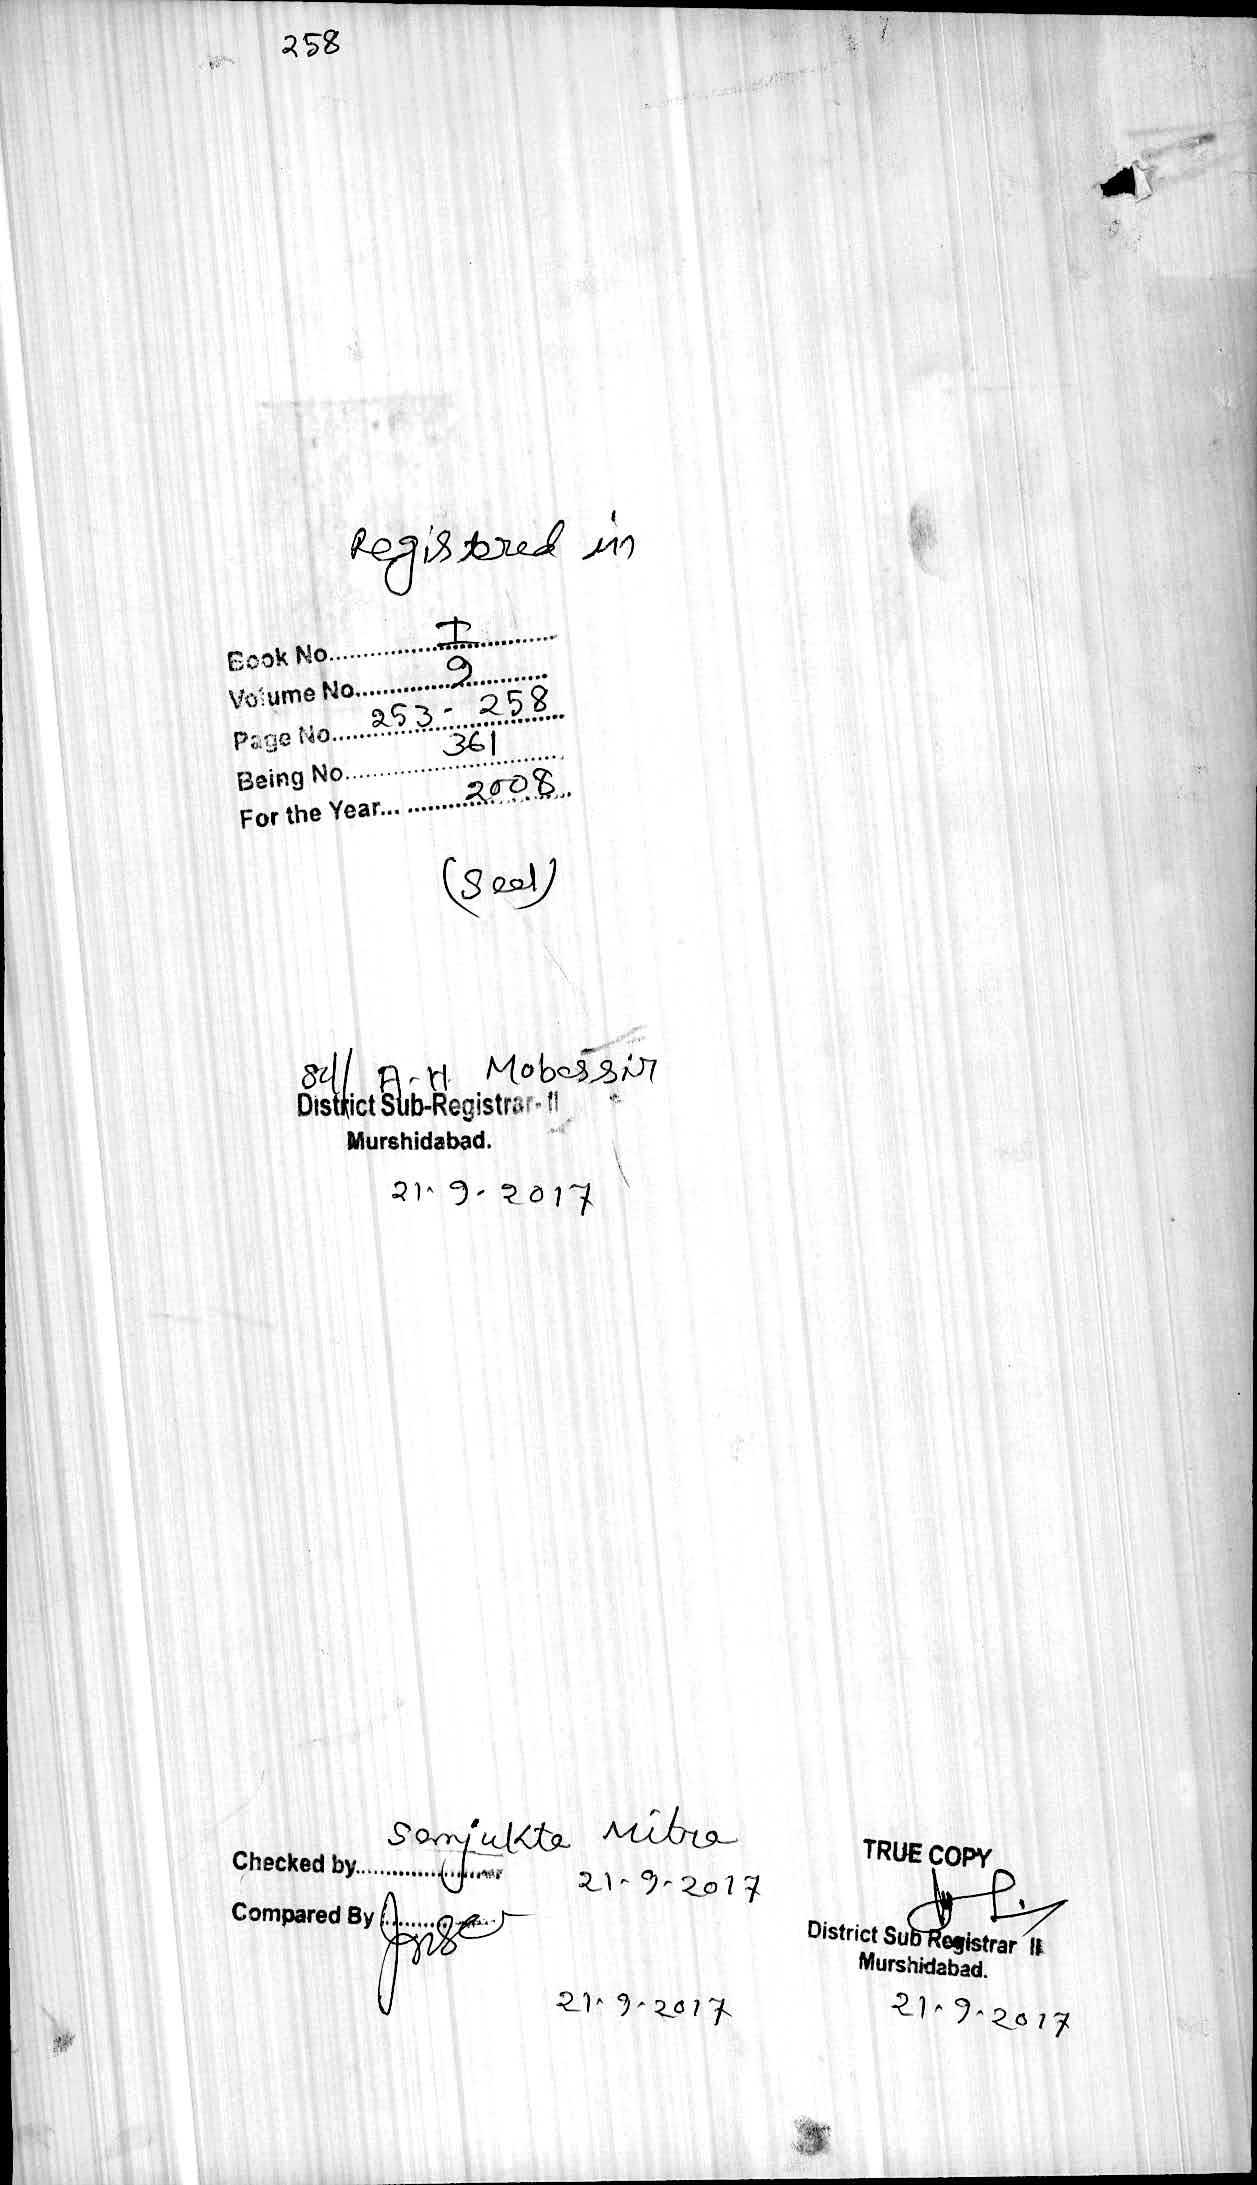 258
Registered in
Book No.................I.............
Volume No.............9.............
Page No.....253 - 258
Being No.............361.............
For the Year... .........2008...
(Seal)
Sd/ A.H. Mobassir
District Sub-Registrar-II
Murshidabad.
21.9.2017
Sanjukta Mitra
Checked by.......................
21-9-2017
Compared By ....................
21.9.2017
TRUE COPY
District Sub Registrar II
Murshidabad.
21.9.2017